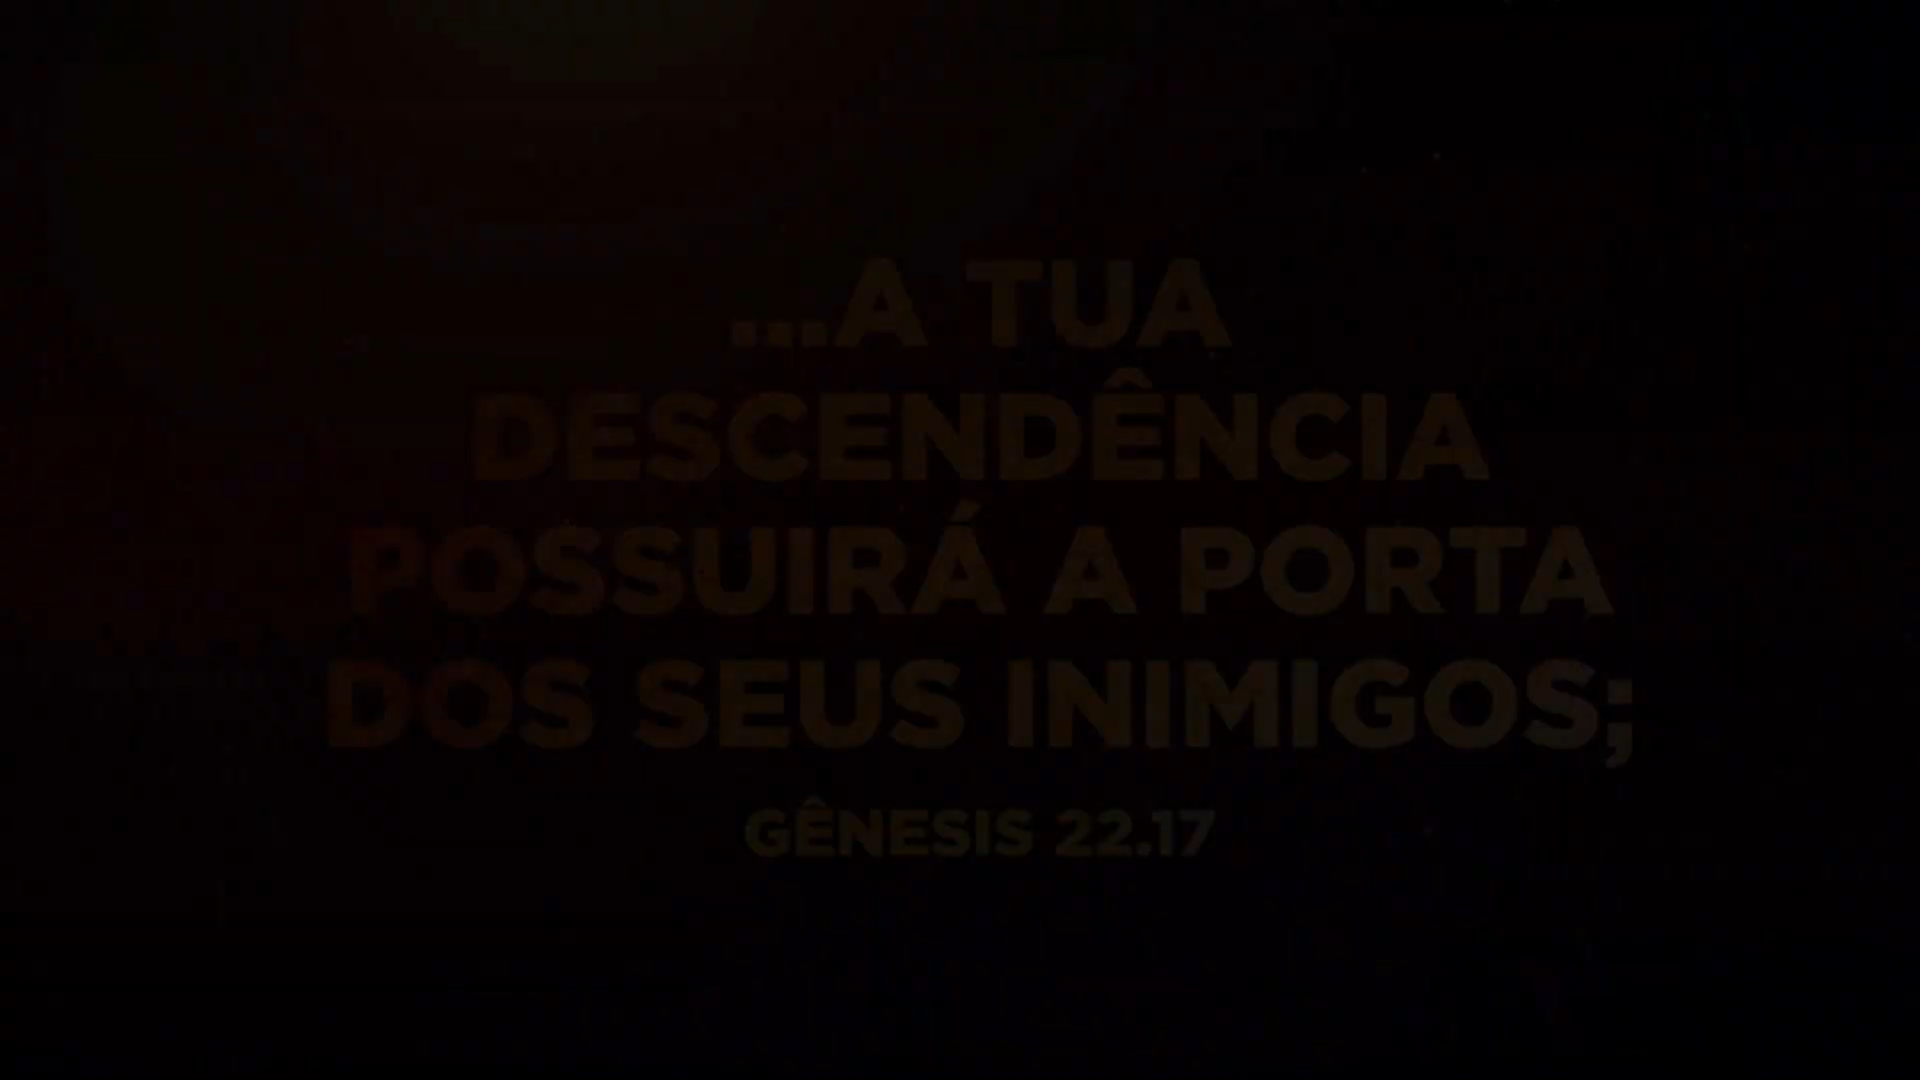 ...A TUA
DESCENDÊNCIA
POSSUIRÁ A PORTA
DOS SEUS INIMIGOS;
GÊNESIS 22.17